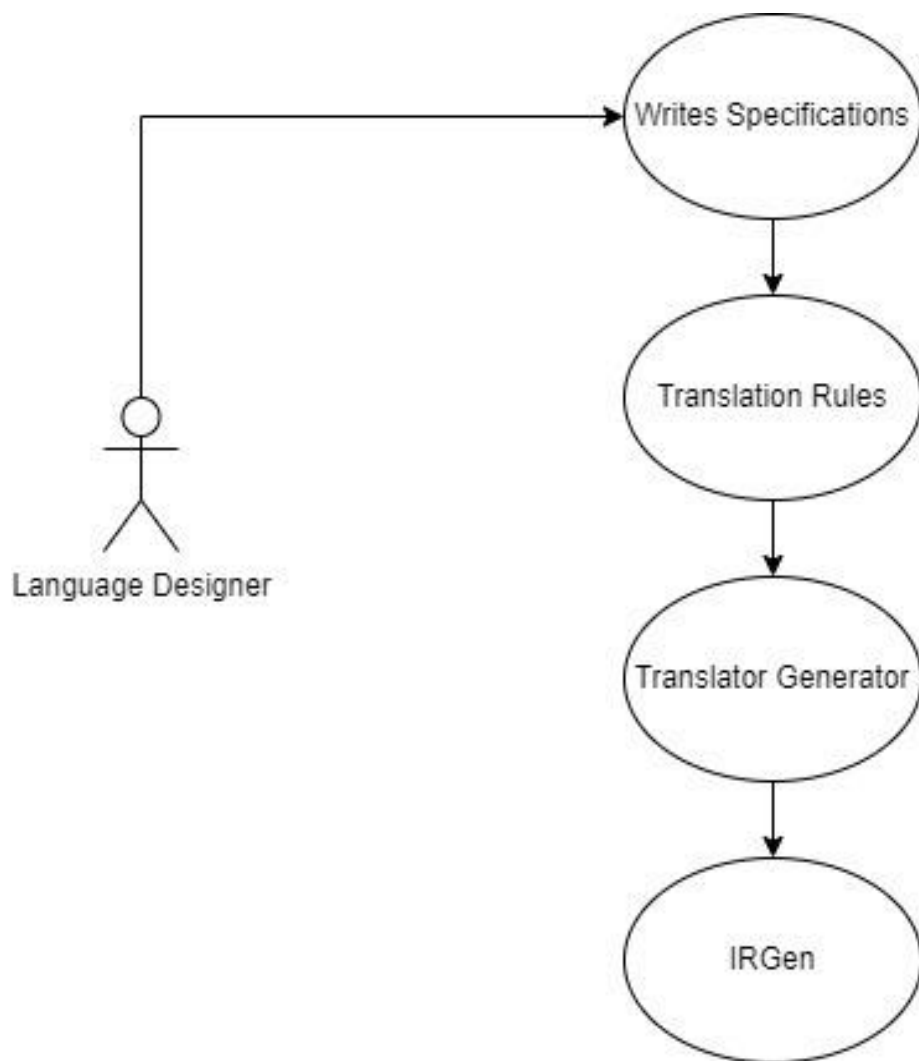 Writes Specifications
Translation Rules
Language Designer
Translator Generator
IRGen